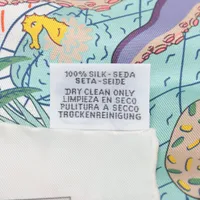 100% SILK-SEDA
SETA-SEIDE
DRY CLEAN ONLY
LIMPIEZA EN SECO
PULITURA A SECCO
TROCKENREINIGUNG